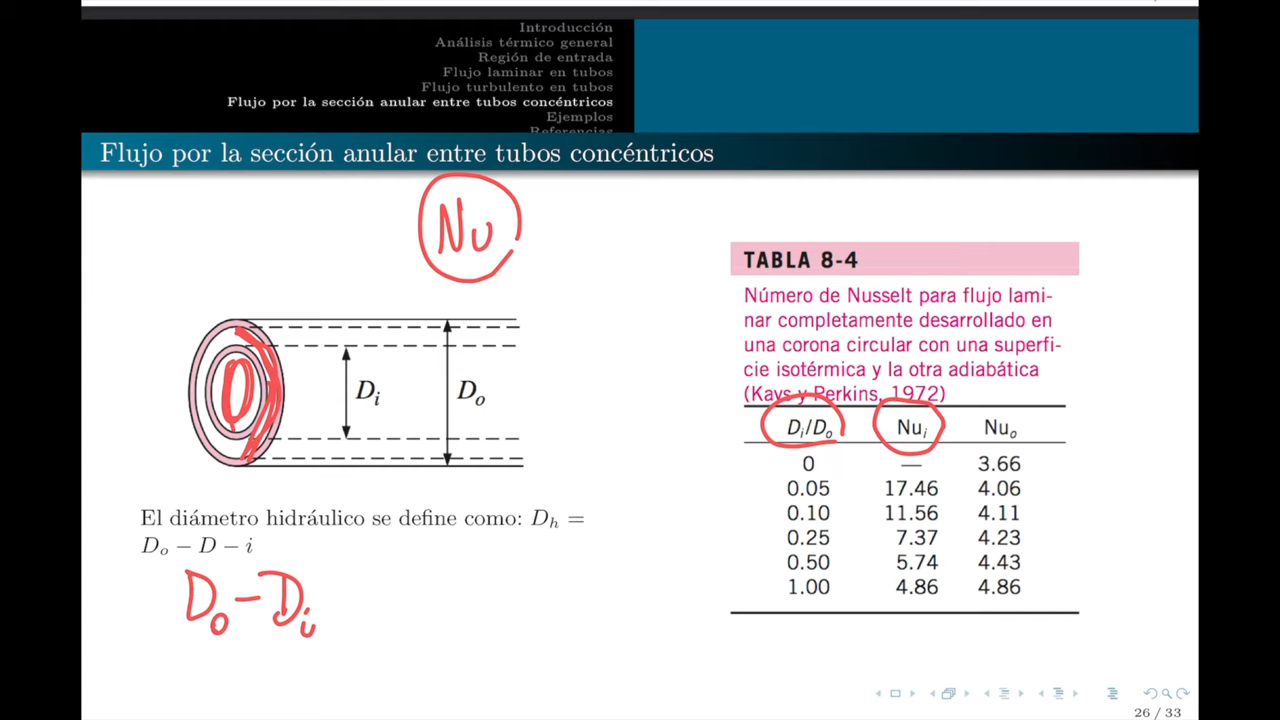 Introducción
Análisis térmico general
Región de entrada
Flujo laminar en tubos
Flujo turbulento en tubos
Flujo por la sección anular entre tubos concéntricos
Ejemplos
Referencias
Flujo por la sección anular entre tubos concéntricos
Nu
D_i
D_o
El diámetro hidráulico se define como: D_h =
D_o − D − i
D_o − D_i
TABLA 8-4
Número de Nusselt para flujo lami-
nar completamente desarrollado en
una corona circular con una superfi-
cie isotérmica y la otra adiabática
(Kays y Perkins, 1972)
D_i/D_o Nu_i Nu_o
0 — 3.66
0.05 17.46 4.06
0.10 11.56 4.11
0.25 7.37 4.23
0.50 5.74 4.43
1.00 4.86 4.86
26 / 33